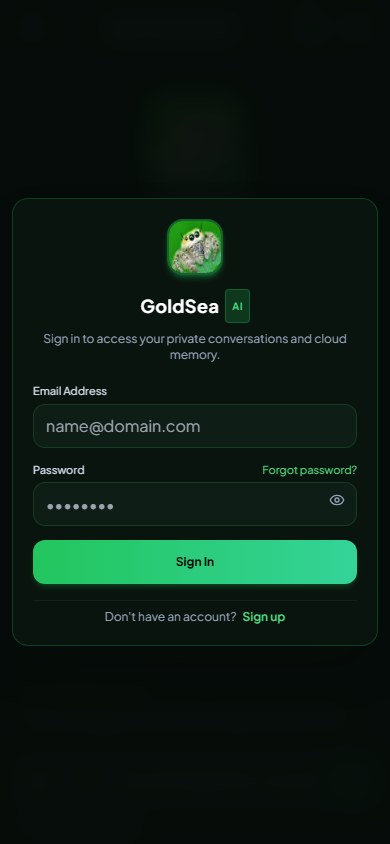 GoldSea AI
Sign in to access your private conversations and cloud
memory.
Email Address
name@domain.com
Password Forgot password?
••••••••
Sign In
Don't have an account? Sign up